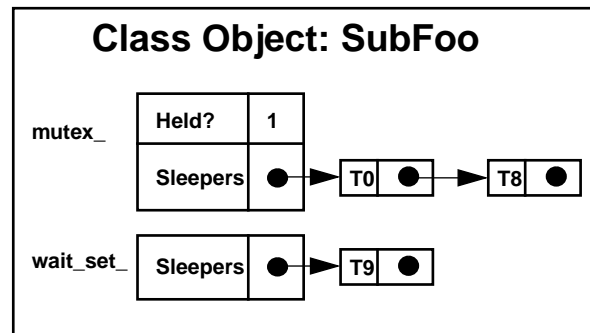 Class Object: SubFoo
mutex_
Held? 1
Sleepers T0 T8
wait_set_
Sleepers T9